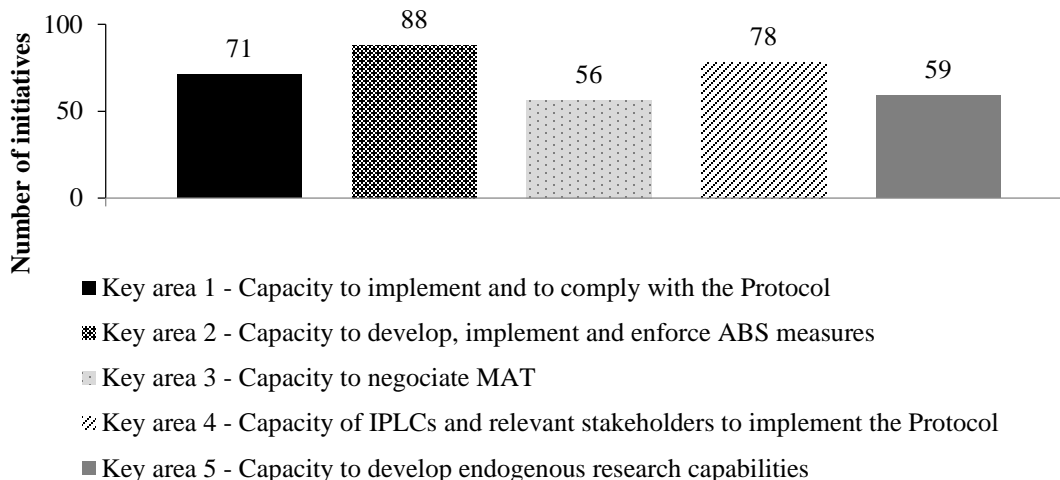 Number of initiatives
100
50
0
71
88
56
78
59
Key area 1 - Capacity to implement and to comply with the Protocol
Key area 2 - Capacity to develop, implement and enforce ABS measures
Key area 3 - Capacity to negociate MAT
Key area 4 - Capacity of IPLCs and relevant stakeholders to implement the Protocol
Key area 5 - Capacity to develop endogenous research capabilities